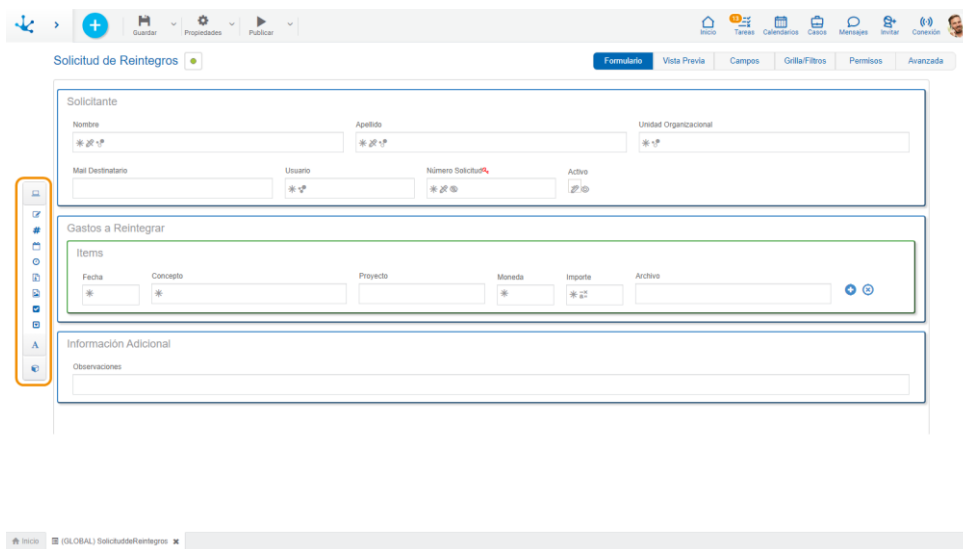 Guardar Propiedades Publicar
Inicio 15 Tareas Calendarios Casos Mensajes Invitar Conexión
Solicitud de Reintegros
Formulario Vista Previa Campos Grilla/Filtros Permisos Avanzada
Solicitante
Nombre Apellido Unidad Organizacional
Mail Destinatario Usuario Número Solicitud Activo
Gastos a Reintegrar
Items
Fecha Concepto Proyecto Moneda Importe Archivo
Información Adicional
Observaciones
Inicio (GLOBAL) SolicituddeReintegros